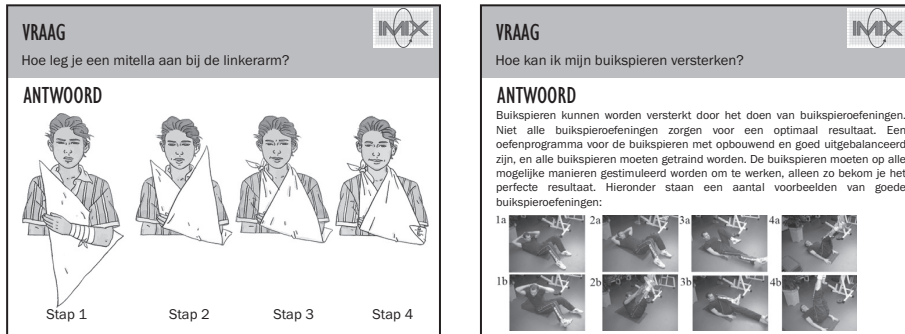 VRAAG
IMIX
Hoe leg je een mitella aan bij de linkerarm?
ANTWOORD
Stap 1 Stap 2 Stap 3 Stap 4
VRAAG
IMIX
Hoe kan ik mijn buikspieren versterken?
ANTWOORD
Buikspieren kunnen worden versterkt door het doen van buikspieroefeningen.
Niet alle buikspieroefeningen zorgen voor een optimaal resultaat. Een
oefenprogramma voor de buikspieren met opbouwend en goed uitgebalanceerd
zijn, en alle buikspieren moeten getraind worden. De buikspieren moeten op alle
mogelijke manieren gestimuleerd worden om te werken, alleen zo bekom je het
perfecte resultaat. Hieronder staan een aantal voorbeelden van goede
buikspieroefeningen:
1a 2a 3a 4a
1b 2b 3b 4b